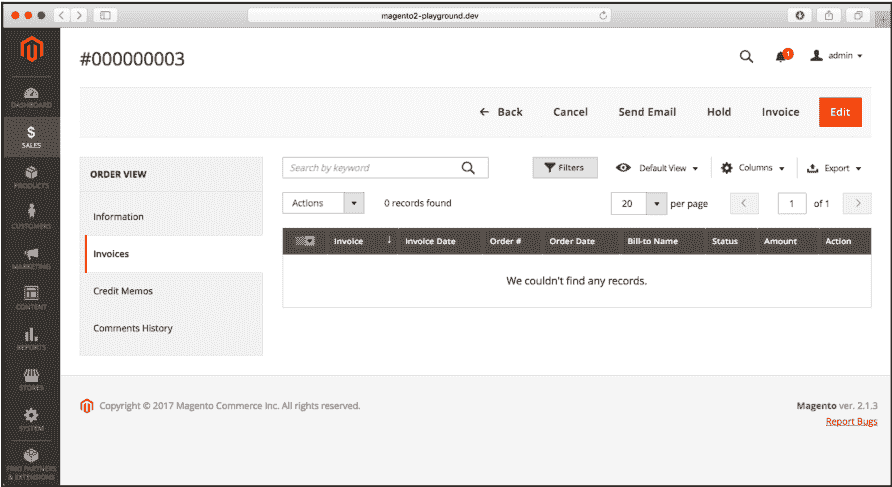 magento2-playground.dev
#000000003
1
admin
Back Cancel Send Email Hold Invoice Edit
DASHBOARD
$
SALES
PRODUCTS
CUSTOMERS
MARKETING
CONTENT
REPORTS
STORES
SYSTEM
FIND PARTNERS
& EXTENSIONS
ORDER VIEW
Information
Invoices
Credit Memos
Comments History
Search by keyword Filters Default View Columns Export
Actions 0 records found 20 per page 1 of 1
Invoice ↓ Invoice Date Order # Order Date Bill-to Name Status Amount Action
We couldn't find any records.
Copyright © 2017 Magento Commerce Inc. All rights reserved.
Magento ver. 2.1.3
Report Bugs